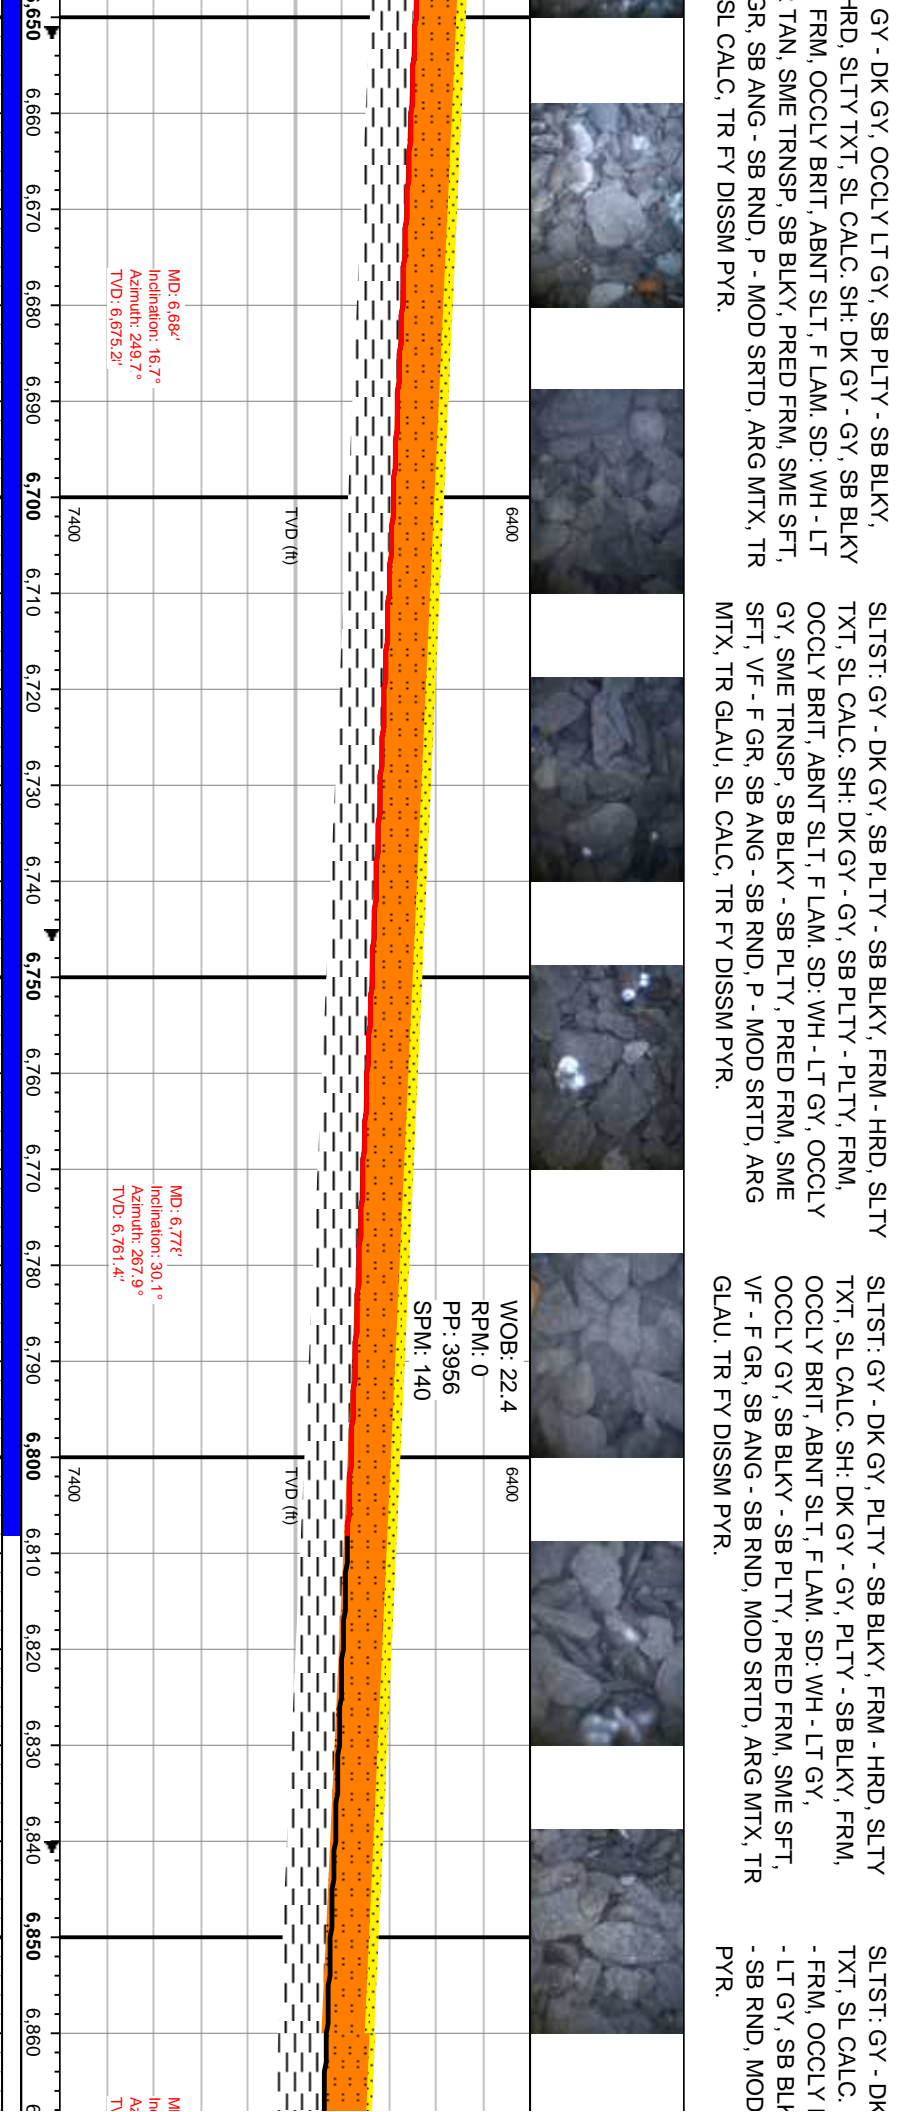 GY - DK GY, OCCLY LT GY, SB PLTY - SB BLKY,
HRD, SLTY TXT, SL CALC. SH: DK GY - GY, SB BLKY
FRM, OCCLY BRIT, ABNT SLT, F LAM. SD: WH - LT
TAN, SME TRNSP, SB BLKY, PRED FRM, SME SFT,
GR, SB ANG - SB RND, P - MOD SRTD, ARG MTX, TR
SL CALC, TR FY DISSM PYR.
SLTST: GY - DK GY, SB PLTY - SB BLKY, FRM - HRD, SLTY
TXT, SL CALC. SH: DK GY - GY, SB PLTY - PLTY, FRM,
OCCLY BRIT, ABNT SLT, F LAM. SD: WH - LT GY, OCCLY
GY, SME TRNSP, SB BLKY - SB PLTY, PRED FRM, SME
SFT, VF - F GR, SB ANG - SB RND, P - MOD SRTD, ARG
MTX, TR GLAU, SL CALC, TR FY DISSM PYR.
SLTST: GY - DK GY, PLTY - SB BLKY, FRM - HRD, SLTY
TXT, SL CALC. SH: DK GY - GY, PLTY - SB BLKY, FRM,
OCCLY BRIT, ABNT SLT, F LAM. SD: WH - LT GY,
OCCLY GY, SB BLKY - SB PLTY, PRED FRM, SME SFT,
VF - F GR, SB ANG - SB RND, MOD SRTD, ARG MTX, TR
GLAU. TR FY DISSM PYR.
SLTST: GY - DK
TXT, SL CALC.
- FRM, OCCLY
- LT GY, SB BLK
- SB RND, MOD
PYR.
6400
TVD (ft)
7400
6400
TVD (ft)
7400
WOB: 22.4
RPM: 0
PP: 3956
SPM: 140
MD: 6,684'
Inclination: 16.7°
Azimuth: 249.7°
TVD: 6,675.2'
MD: 6,778'
Inclination: 30.1°
Azimuth: 267.9°
TVD: 6,761.4'
6,650
6,660
6,670
6,680
6,690
6,700
6,710
6,720
6,730
6,740
6,750
6,760
6,770
6,780
6,790
6,800
6,810
6,820
6,830
6,840
6,850
6,860